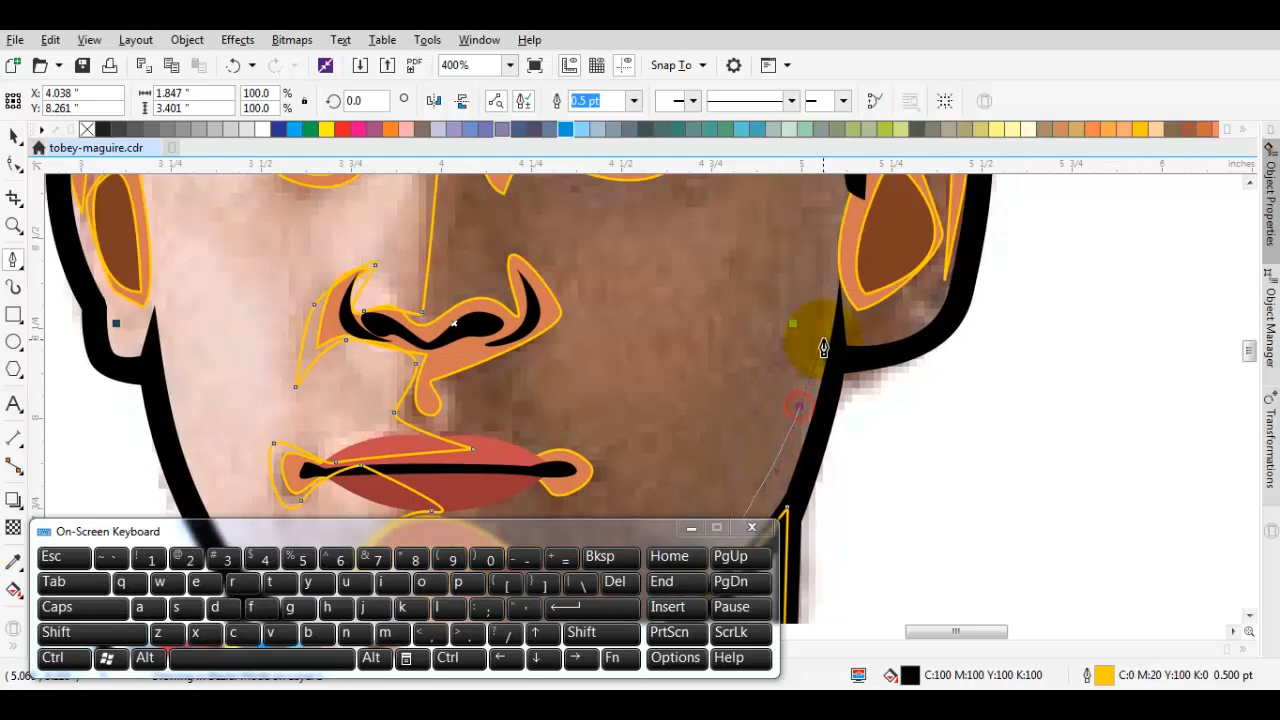 File Edit View Layout Object Effects Bitmaps Text Table Tools Window Help
PDF 400% Snap To
X: 4.038 " 1.847 " 100.0 % 0.0 0.5 pt
Y: 8.261 " 3.401 " 100.0 %
tobey-maguire.cdr
3 3 1/4 3 1/2 3 3/4 4 4 1/4 4 1/2 4 3/4 5 5 1/4 5 1/2 5 3/4 6 inches
Object Properties
Object Manager
Transformations
On-Screen Keyboard
Esc ~ ` ! 1 @ 2 # 3 $ 4 % 5 ^ 6 & 7 * 8 ( 9 ) 0 _ - + = Bksp Home PgUp
Tab q w e r t y u i o p { [ } ] | \ Del End PgDn
Caps a s d f g h j k l : ; " ' Insert Pause
Shift z x c v b n m < , > . ? / ↑ Shift PrtScn ScrLk
Ctrl Alt Alt Ctrl ← ↓ → Fn Options Help
C:100 M:100 Y:100 K:100 C:0 M:20 Y:100 K:0 0.500 pt